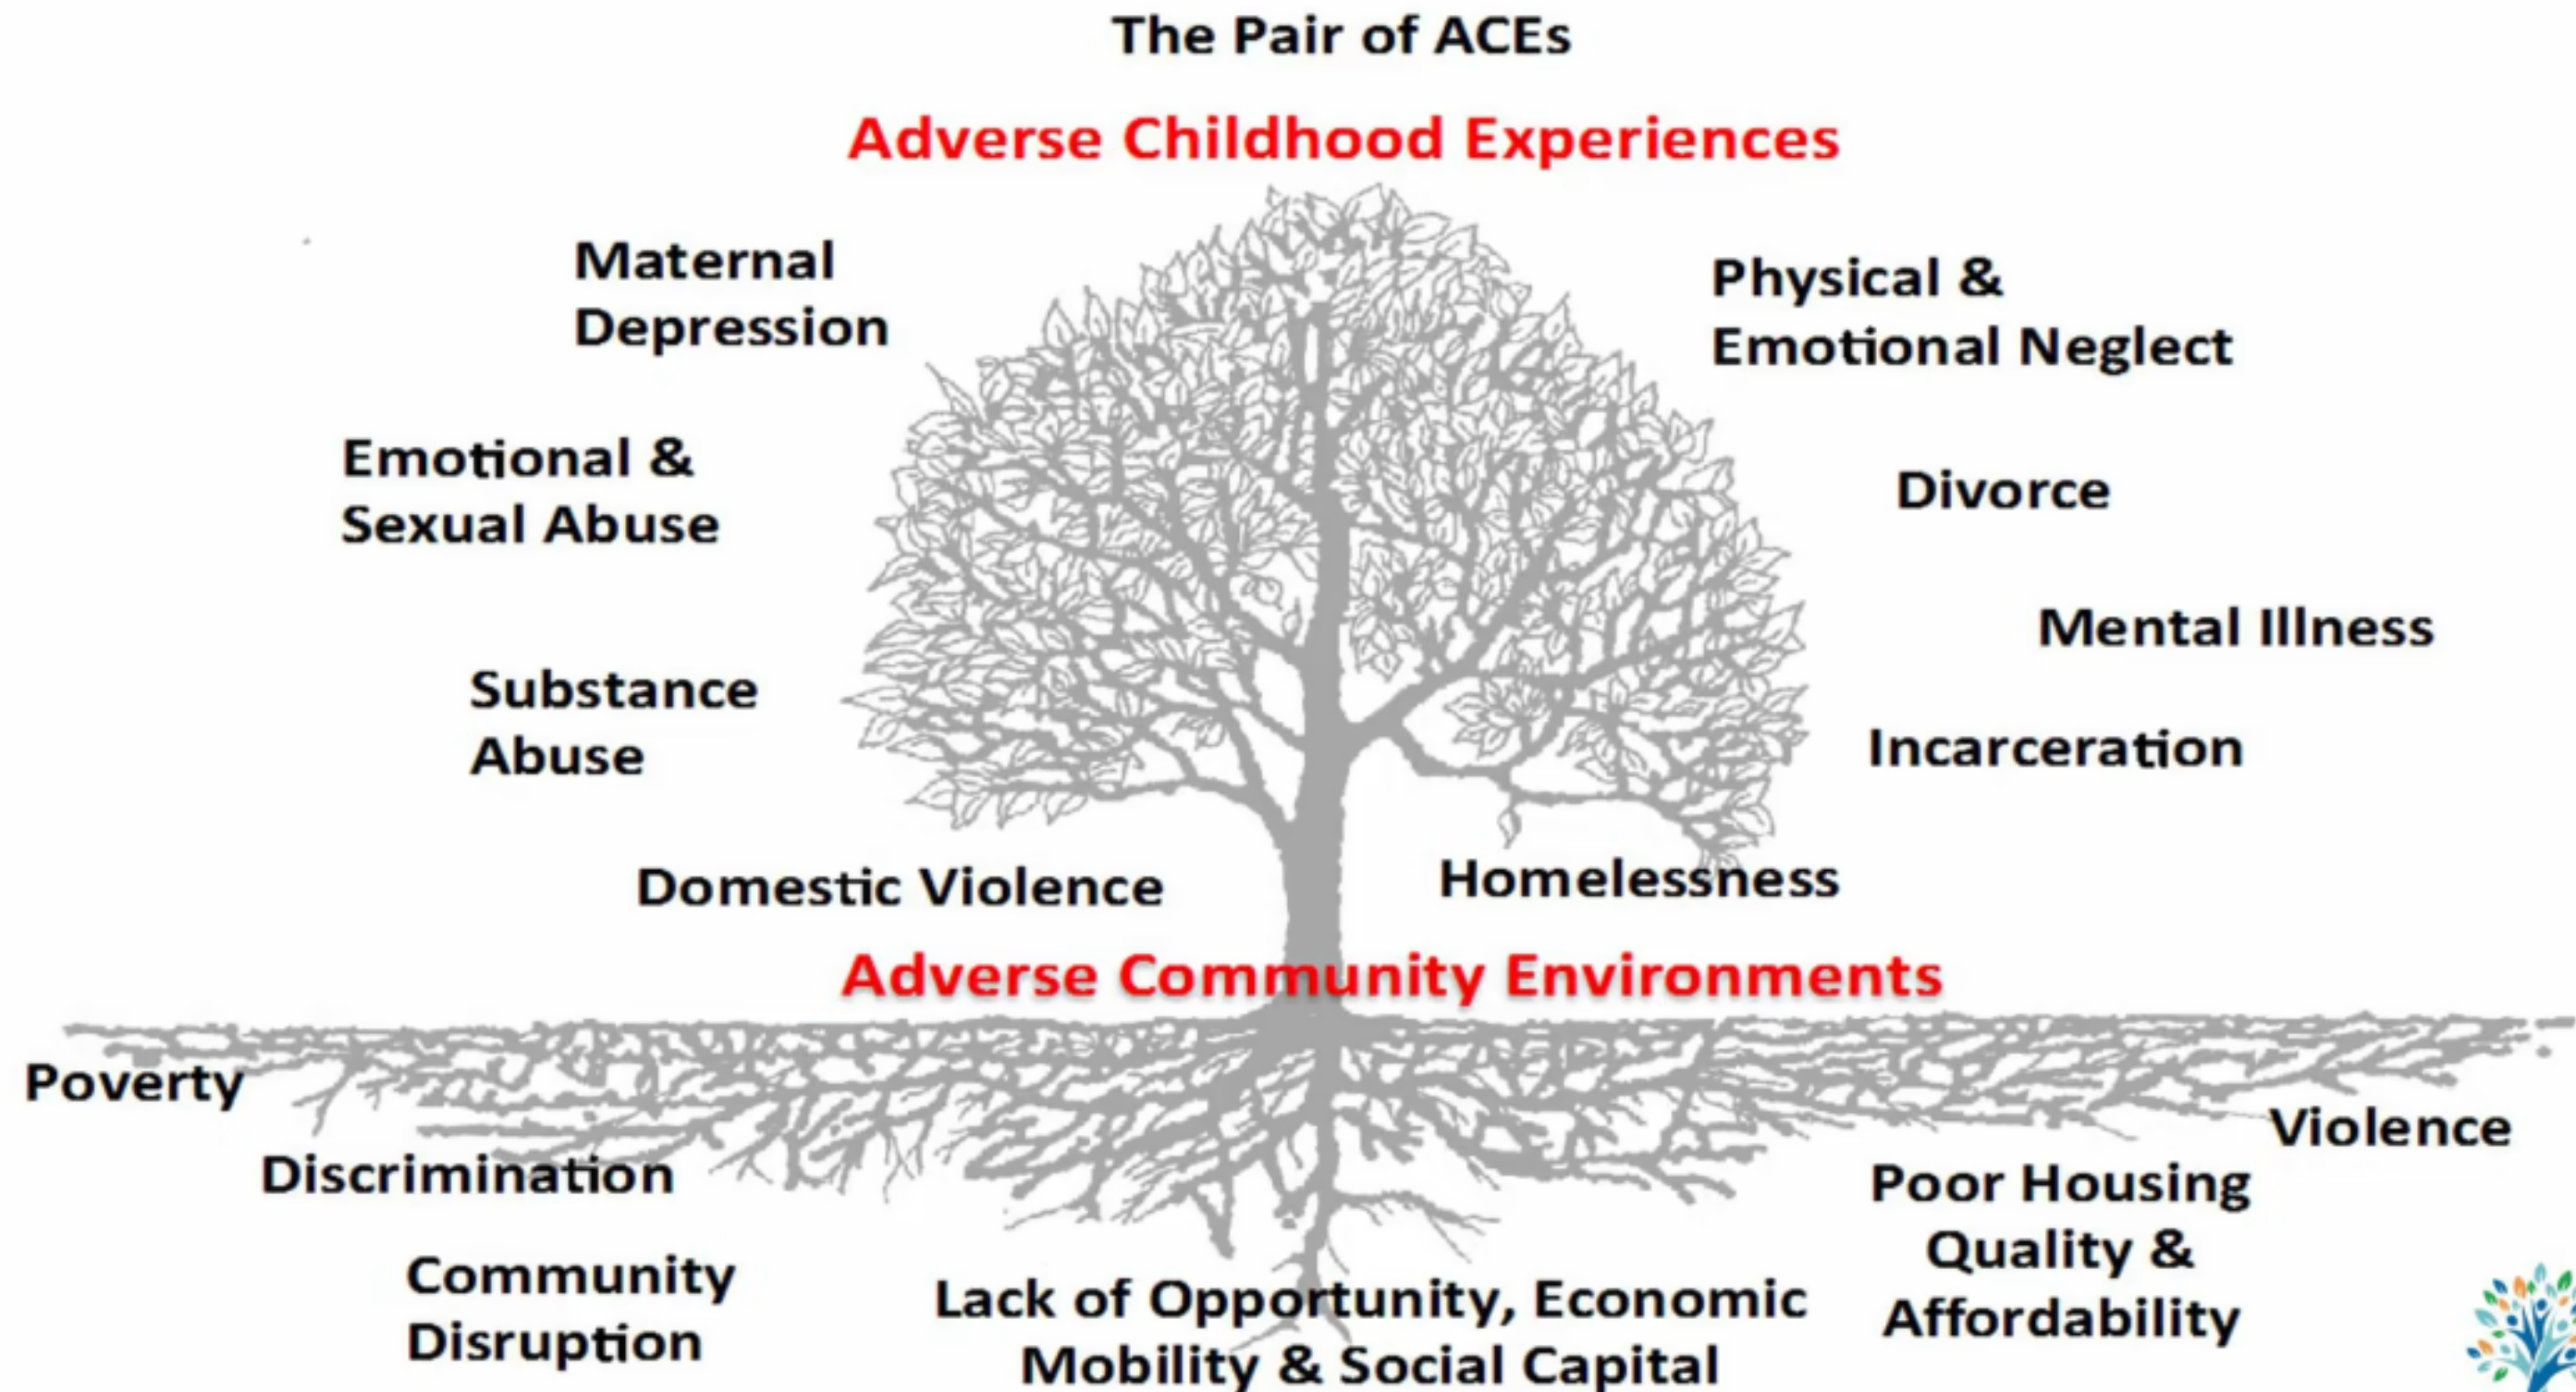 The Pair of ACEs
Adverse Childhood Experiences
Maternal
Depression
Physical &
Emotional Neglect
Emotional &
Sexual Abuse
Divorce
Mental Illness
Substance
Abuse
Incarceration
Domestic Violence
Homelessness
Adverse Community Environments
Poverty
Violence
Discrimination
Poor Housing
Quality &
Affordability
Community
Disruption
Lack of Opportunity, Economic
Mobility & Social Capital